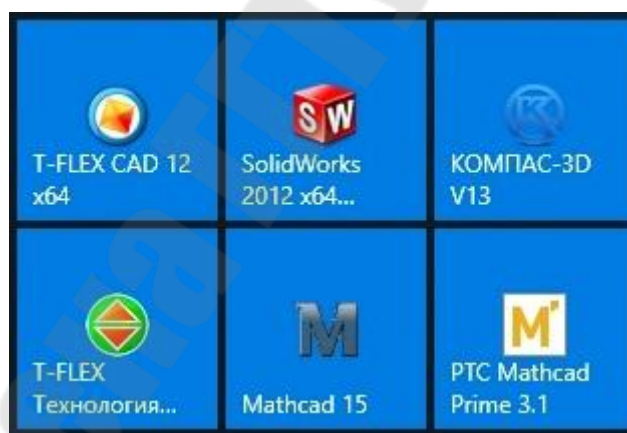 T-FLEX CAD 12
x64
SW
SolidWorks
2012 x64...
КОМПАС-3D
V13
T-FLEX
Технология...
M
Mathcad 15
M'
PTC Mathcad
Prime 3.1